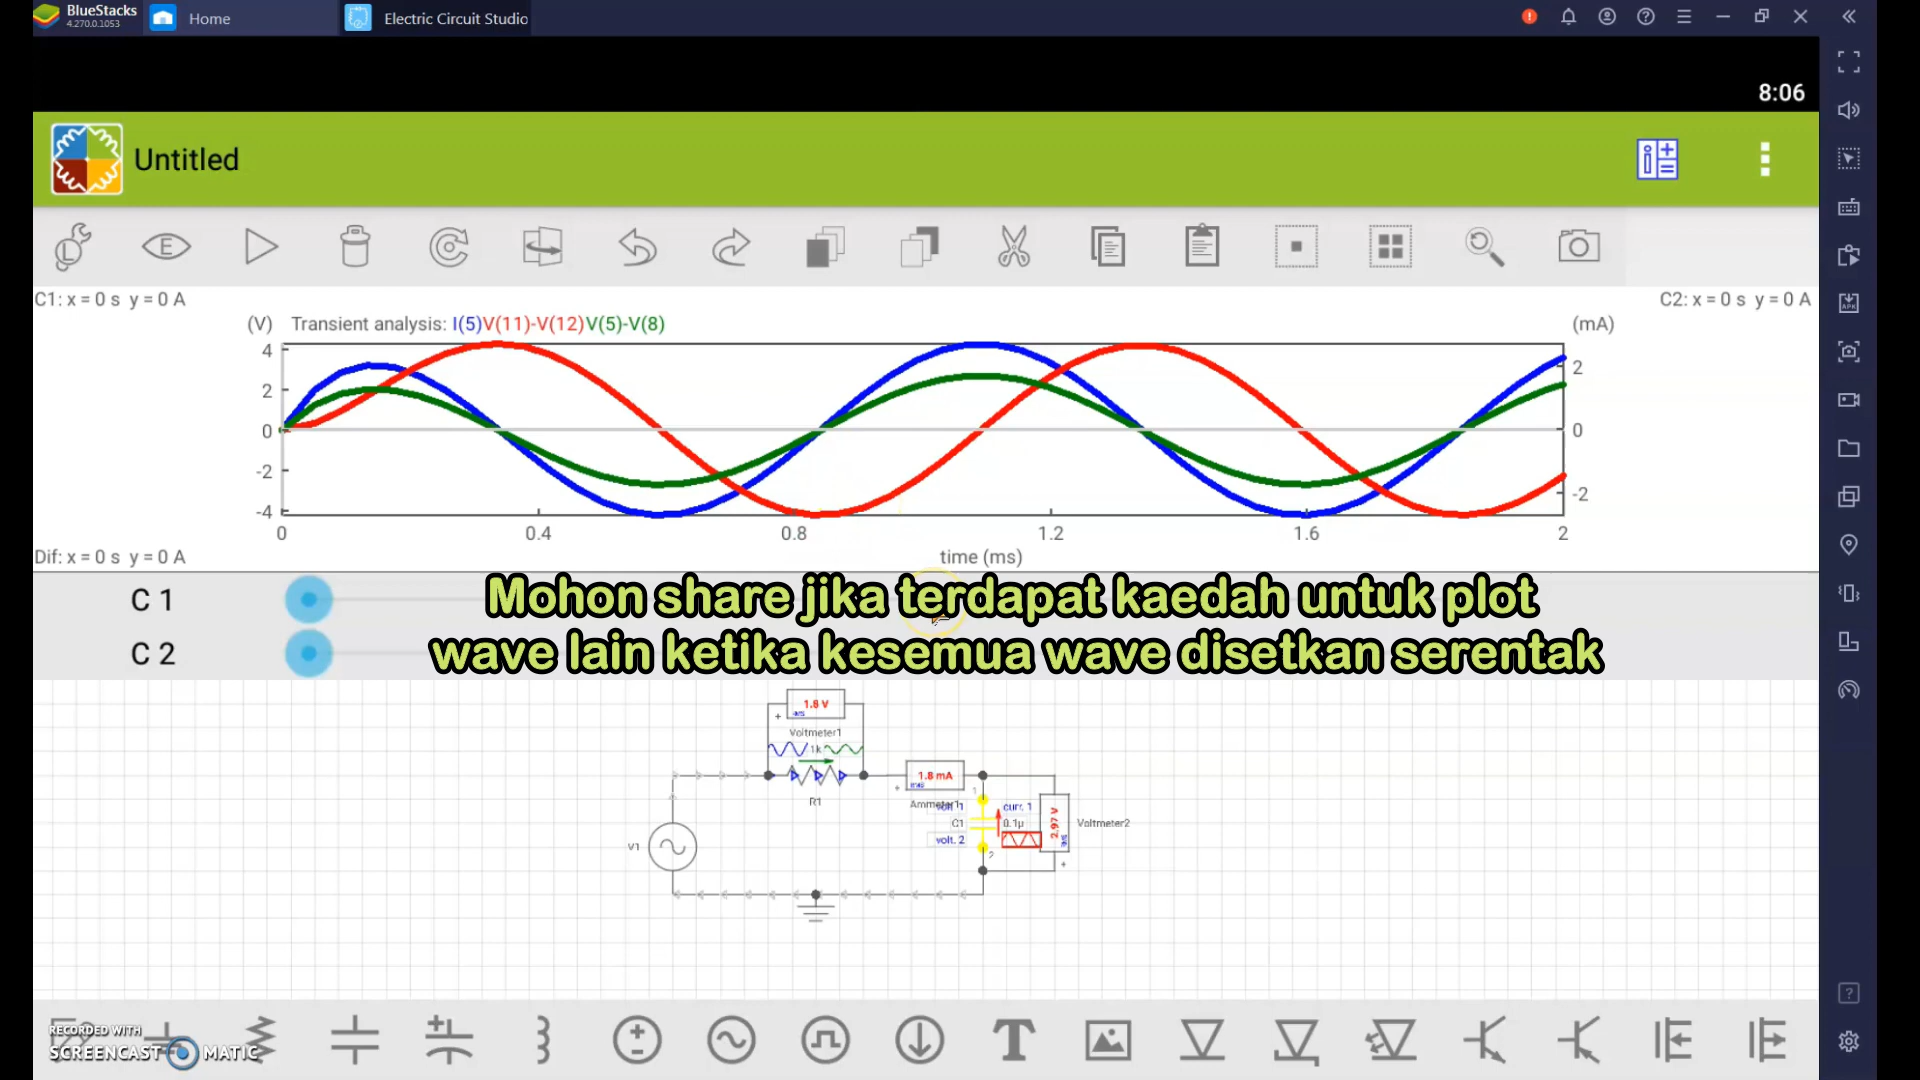 BlueStacks
4.270.0.1053
Home
Electric Circuit Studio
8:06
Untitled
C1: x = 0 s y = 0 A
C2: x = 0 s y = 0 A
(V) Transient analysis: I(5)V(11)-V(12)V(5)-V(8)
(mA)
4
2
0
-2
-4
2
0
-2
0 0.4 0.8 1.2 1.6 2
time (ms)
Dif: x = 0 s y = 0 A
C 1
C 2
Mohon share jika terdapat kaedah untuk plot
wave lain ketika kesemua wave disetkan serentak
1.8 V
+
Voltmeter1
1k
R1
1.8 mA
+
1
curr. 1
C1
0.1µ
volt. 2
2
2.97 V
+
Voltmeter2
V1
RECORDED WITH
SCREENCAST MATIC